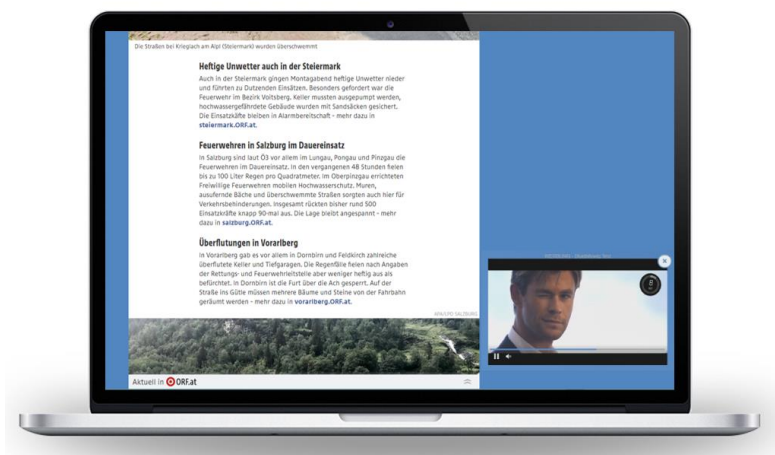 Die Straßen bei Krieglach am Alpl (Steiermark) wurden überschwemmt
Heftige Unwetter auch in der Steiermark
Auch in der Steiermark gingen Montagabend heftige Unwetter nieder
und führten zu Dutzenden Einsätzen. Besonders gefordert war die
Feuerwehr im Bezirk Voitsberg. Keller mussten ausgepumpt werden,
hochwassergefährdete Gebäude wurden mit Sandsäcken gesichert.
Die Einsatzkäfte bleiben in Alarmbereitschaft - mehr dazu in
steiermark.ORF.at.
Feuerwehren in Salzburg im Dauereinsatz
In Salzburg sind laut Ö3 vor allem im Lungau, Pongau und Pinzgau die
Feuerwehren im Dauereinsatz. In den vergangenen 48 Stunden fielen
bis zu 100 Liter Regen pro Quadratmeter. Im Oberpinzgau errichteten
Freiwillige Feuerwehren mobilen Hochwasserschutz. Muren,
ausufernde Bäche und überschwemmte Straßen sorgten auch hier für
Verkehrsbehinderungen. Insgesamt rückten bisher rund 500
Einsatzkräfte knapp 90-mal aus. Die Lage bleibt angespannt - mehr
dazu in salzburg.ORF.at.
Überflutungen in Vorarlberg
In Vorarlberg gab es vor allem in Dornbirn und Feldkirch zahlreiche
überflutete Keller und Tiefgaragen. Die Regenfälle fielen nach Angaben
der Rettungs- und Feuerwehrleitstelle aber weniger heftig aus als
befürchtet. In Dornbirn ist die Furt über die Ach gesperrt. Auf der
Straße ins Gütle müssen mehrere Bäume und Steine von der Fahrbahn
geräumt werden - mehr dazu in vorarlberg.ORF.at.
Aktuell in ORF.at